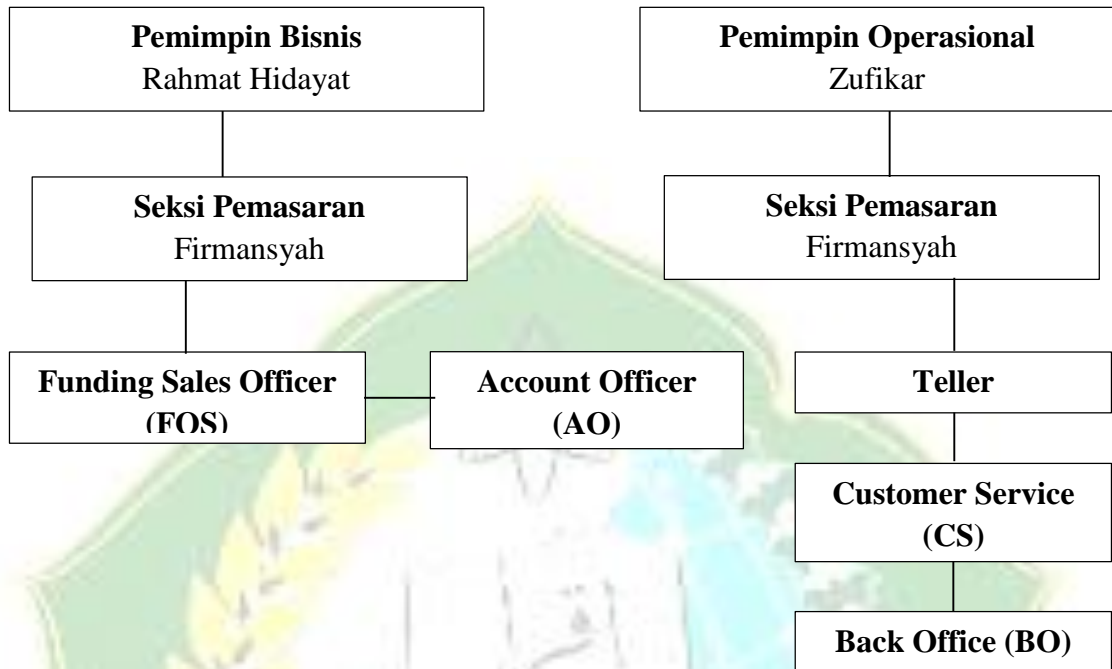 Pemimpin Bisnis
Rahmat Hidayat
Pemimpin Operasional
Zufikar
Seksi Pemasaran
Firmansyah
Seksi Pemasaran
Firmansyah
Funding Sales Officer
(FOS)
Account Officer
(AO)
Teller
Customer Service
(CS)
Back Office (BO)